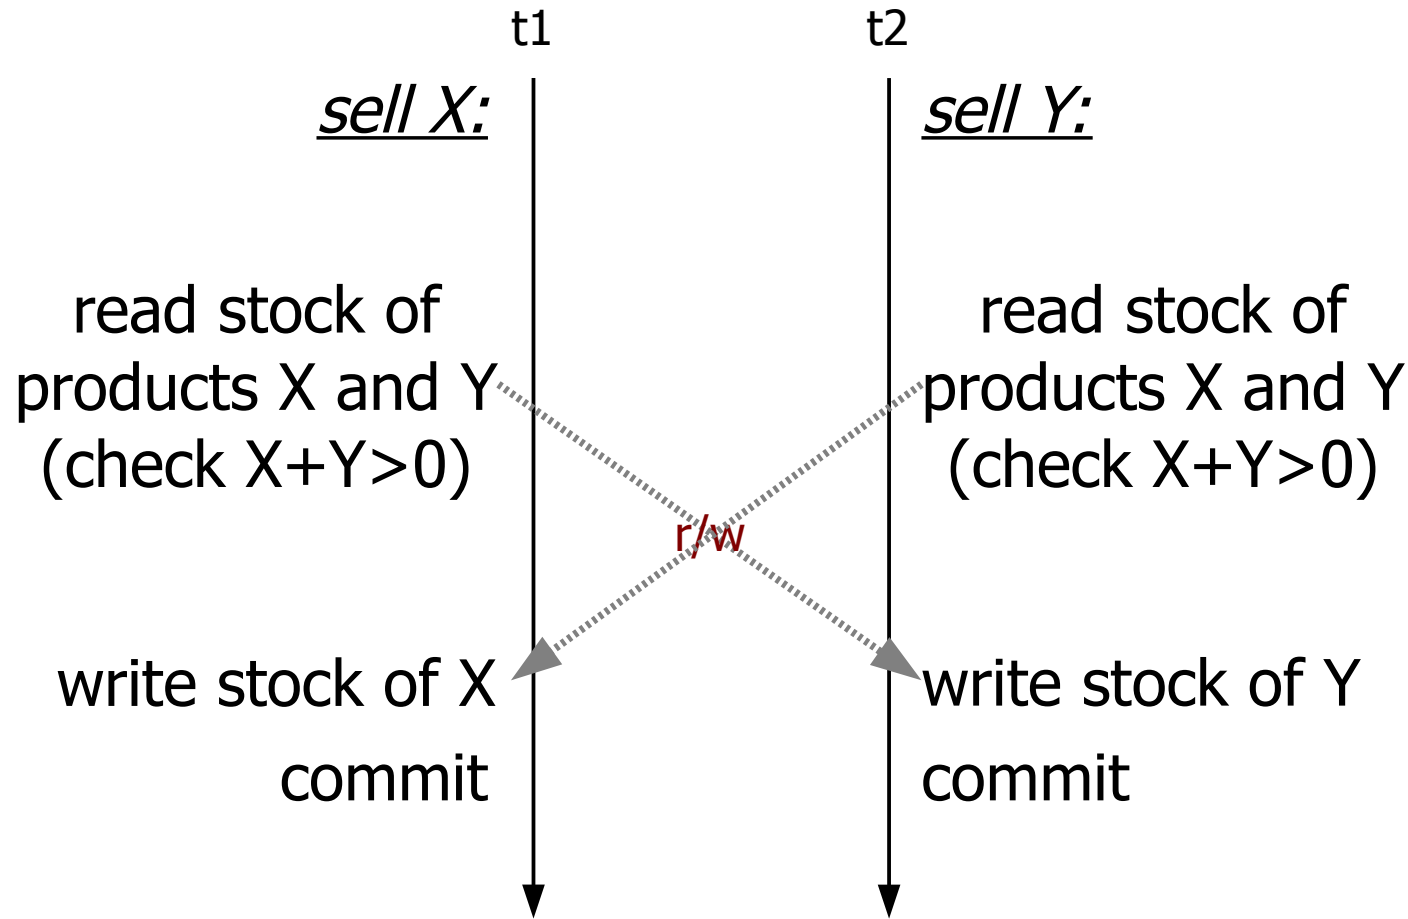 t1
t2
sell X:
sell Y:
read stock of
products X and Y
(check X+Y>0)
read stock of
products X and Y
(check X+Y>0)
r/w
write stock of X
write stock of Y
commit
commit